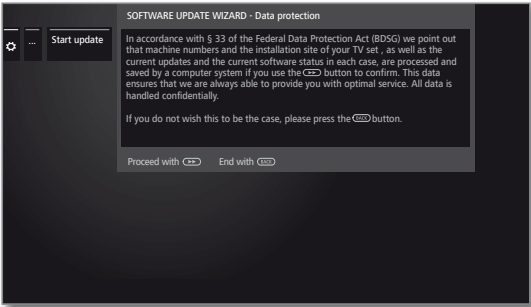 SOFTWARE UPDATE WIZARD - Data protection
... Start update
In accordance with § 33 of the Federal Data Protection Act (BDSG) we point out
that machine numbers and the installation site of your TV set , as well as the
current updates and the current software status in each case, are processed and
saved by a computer system if you use the button to confirm. This data
ensures that we are always able to provide you with optimal service. All data is
handled confidentially.
If you do not wish this to be the case, please press the BACK button.
Proceed with End with BACK